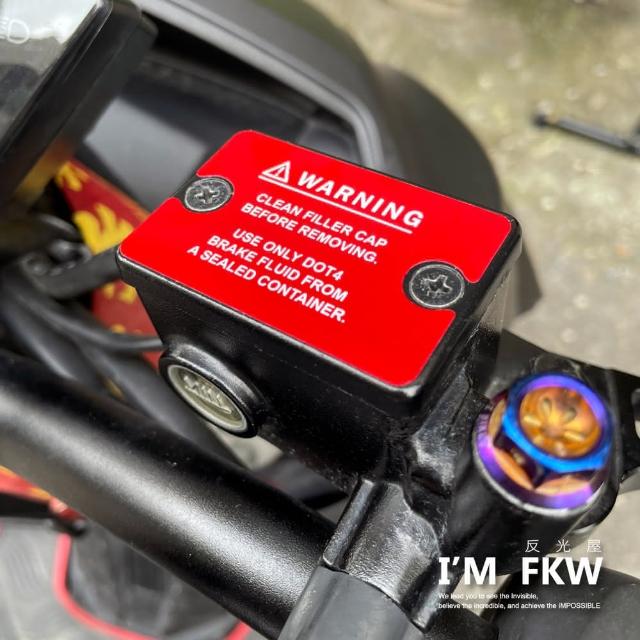 ⚠ WARNING
CLEAN FILLER CAP
BEFORE REMOVING.
USE ONLY DOT4
BRAKE FLUID FROM
A SEALED CONTAINER.
反光屋
I'M FKW
We lead you to see the Invisible,
believe the incredible, and achieve the IMPOSSIBLE